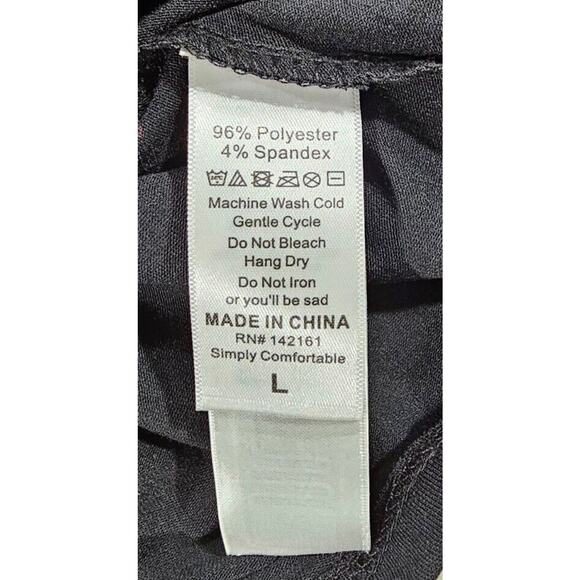 96% Polyester
4% Spandex
Machine Wash Cold
Gentle Cycle
Do Not Bleach
Hang Dry
Do Not Iron
or you'll be sad
MADE IN CHINA
RN# 142161
Simply Comfortable
L